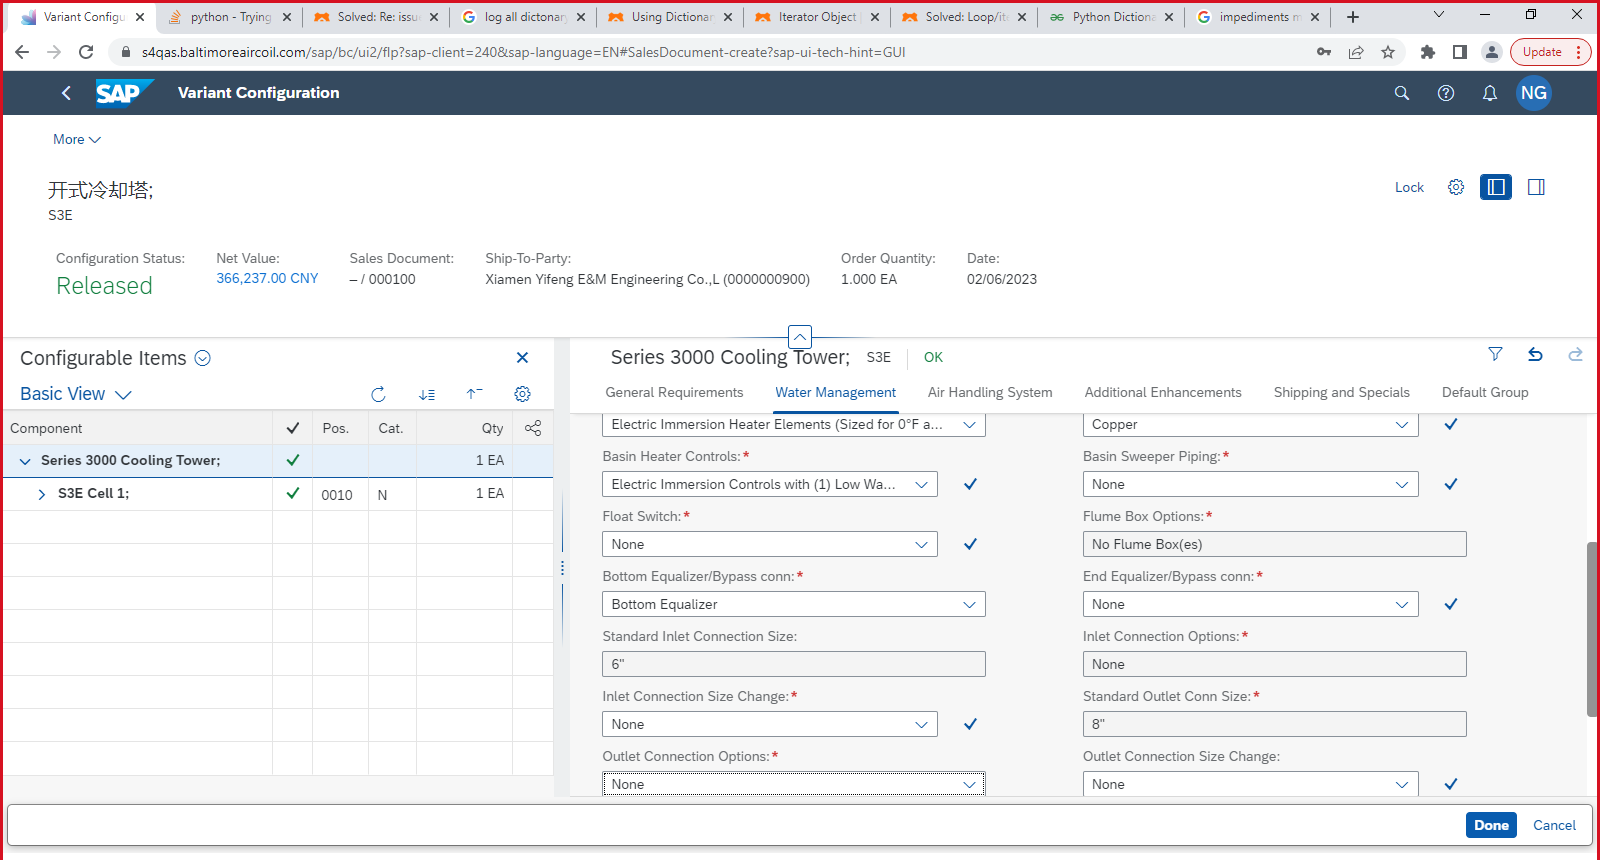 Variant Configu
python - Trying
Solved: Re: issue
log all dictonary
Using Dictionar
Iterator Object
Solved: Loop/ite
Python Dictiona
impediments m
s4qas.baltimoreaircoil.com/sap/bc/ui2/flp?sap-client=240&sap-language=EN#SalesDocument-create?sap-ui-tech-hint=GUI
Update
SAP
Variant Configuration
NG
More
开式冷却塔;
S3E
Lock
Configuration Status:
Released
Net Value:
366,237.00 CNY
Sales Document:
– / 000100
Ship-To-Party:
Xiamen Yifeng E&M Engineering Co.,L (0000000900)
Order Quantity:
1.000 EA
Date:
02/06/2023
Configurable Items
Basic View
Component Pos. Cat. Qty
Series 3000 Cooling Tower; 1 EA
S3E Cell 1; 0010 N 1 EA
Series 3000 Cooling Tower; S3E OK
General Requirements Water Management Air Handling System Additional Enhancements Shipping and Specials Default Group
Electric Immersion Heater Elements (Sized for 0°F a...
Copper
Basin Heater Controls:*
Electric Immersion Controls with (1) Low Wa...
Basin Sweeper Piping:*
None
Float Switch:*
None
Flume Box Options:*
No Flume Box(es)
Bottom Equalizer/Bypass conn:*
Bottom Equalizer
End Equalizer/Bypass conn:*
None
Standard Inlet Connection Size:
6"
Inlet Connection Options:*
None
Inlet Connection Size Change:*
None
Standard Outlet Conn Size:*
8"
Outlet Connection Options:*
None
Outlet Connection Size Change:
None
Done
Cancel